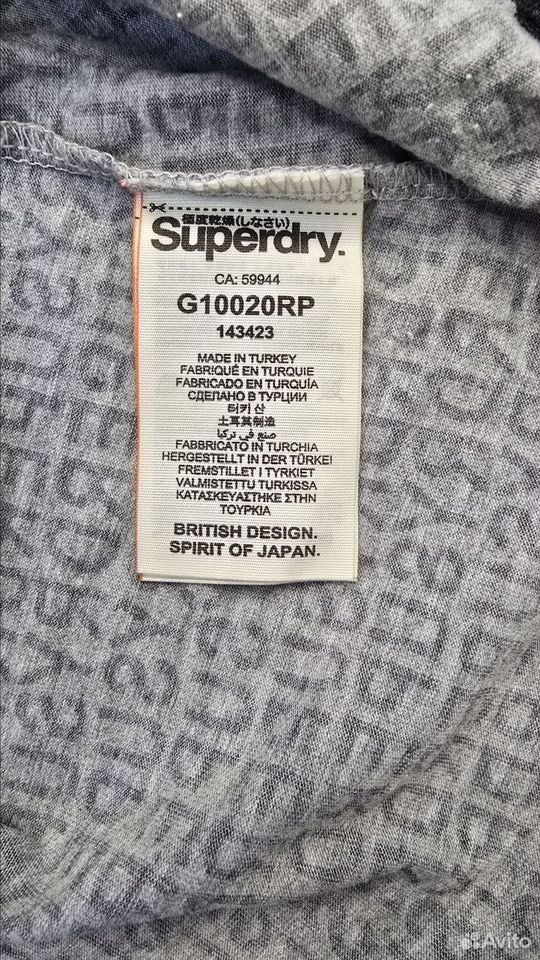 極度乾燥(しなさい)
Superdry.
CA: 59944
G10020RP
143423
MADE IN TURKEY
FABRIQUÉ EN TURQUIE
FABRICADO EN TURQUÍA
СДЕЛАНО В ТУРЦИИ
터키 산
土耳其制造
صنع في تركيا
FABBRICATO IN TURCHIA
HERGESTELLT IN DER TÜRKEI
FREMSTILLET I TYRKIET
VALMISTETTU TURKISSA
ΚΑΤΑΣΚΕΥΑΣΤΗΚΕ ΣΤΗΝ
ΤΟΥΡΚΙΑ
BRITISH DESIGN.
SPIRIT OF JAPAN.
Avito